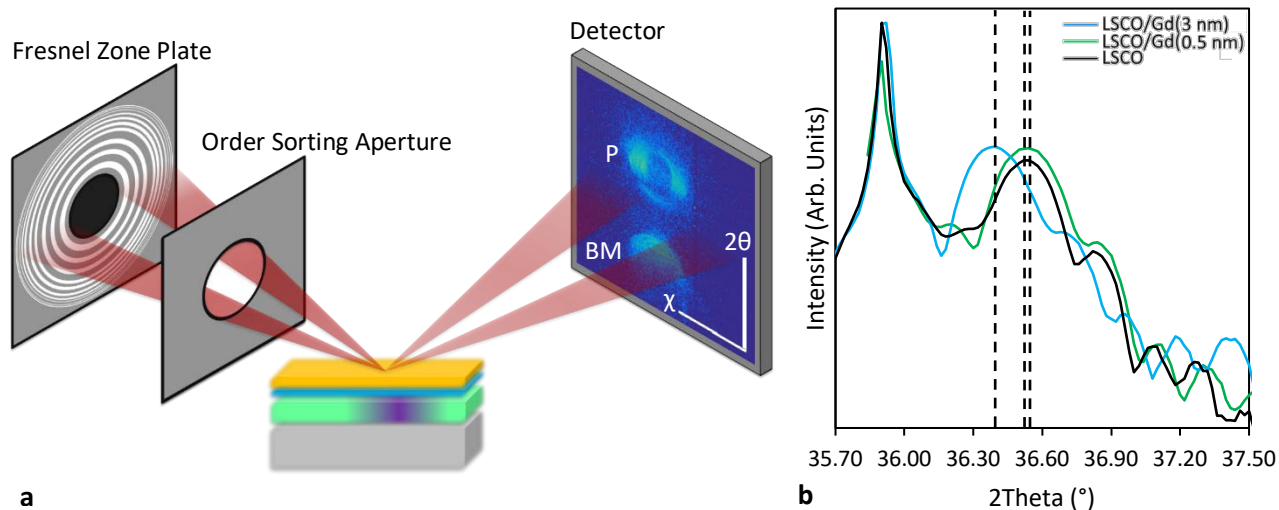 Fresnel Zone Plate
Order Sorting Aperture
Detector
P
BM
2θ
χ
a
LSCO/Gd(3 nm)
LSCO/Gd(0.5 nm)
LSCO
Intensity (Arb. Units)
35.70 36.00 36.30 36.60 36.90 37.20 37.50
2Theta (°)
b